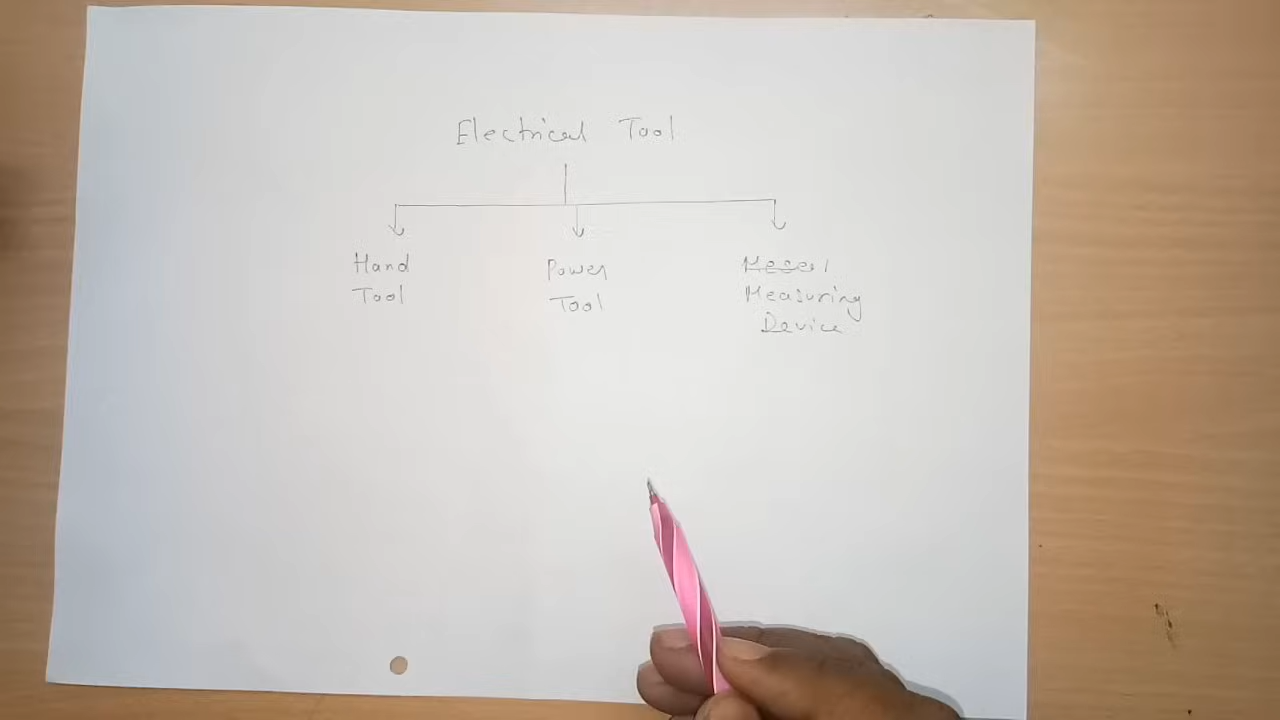 Electrical Tool
Hand
Tool
Power
Tool
Measuring
Device